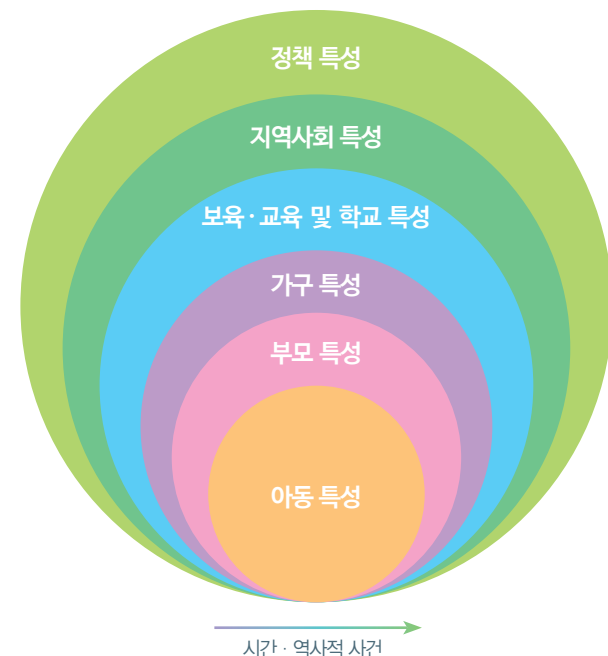 정책 특성
지역사회 특성
보육·교육 및 학교 특성
가구 특성
부모 특성
아동 특성
시간 · 역사적 사건